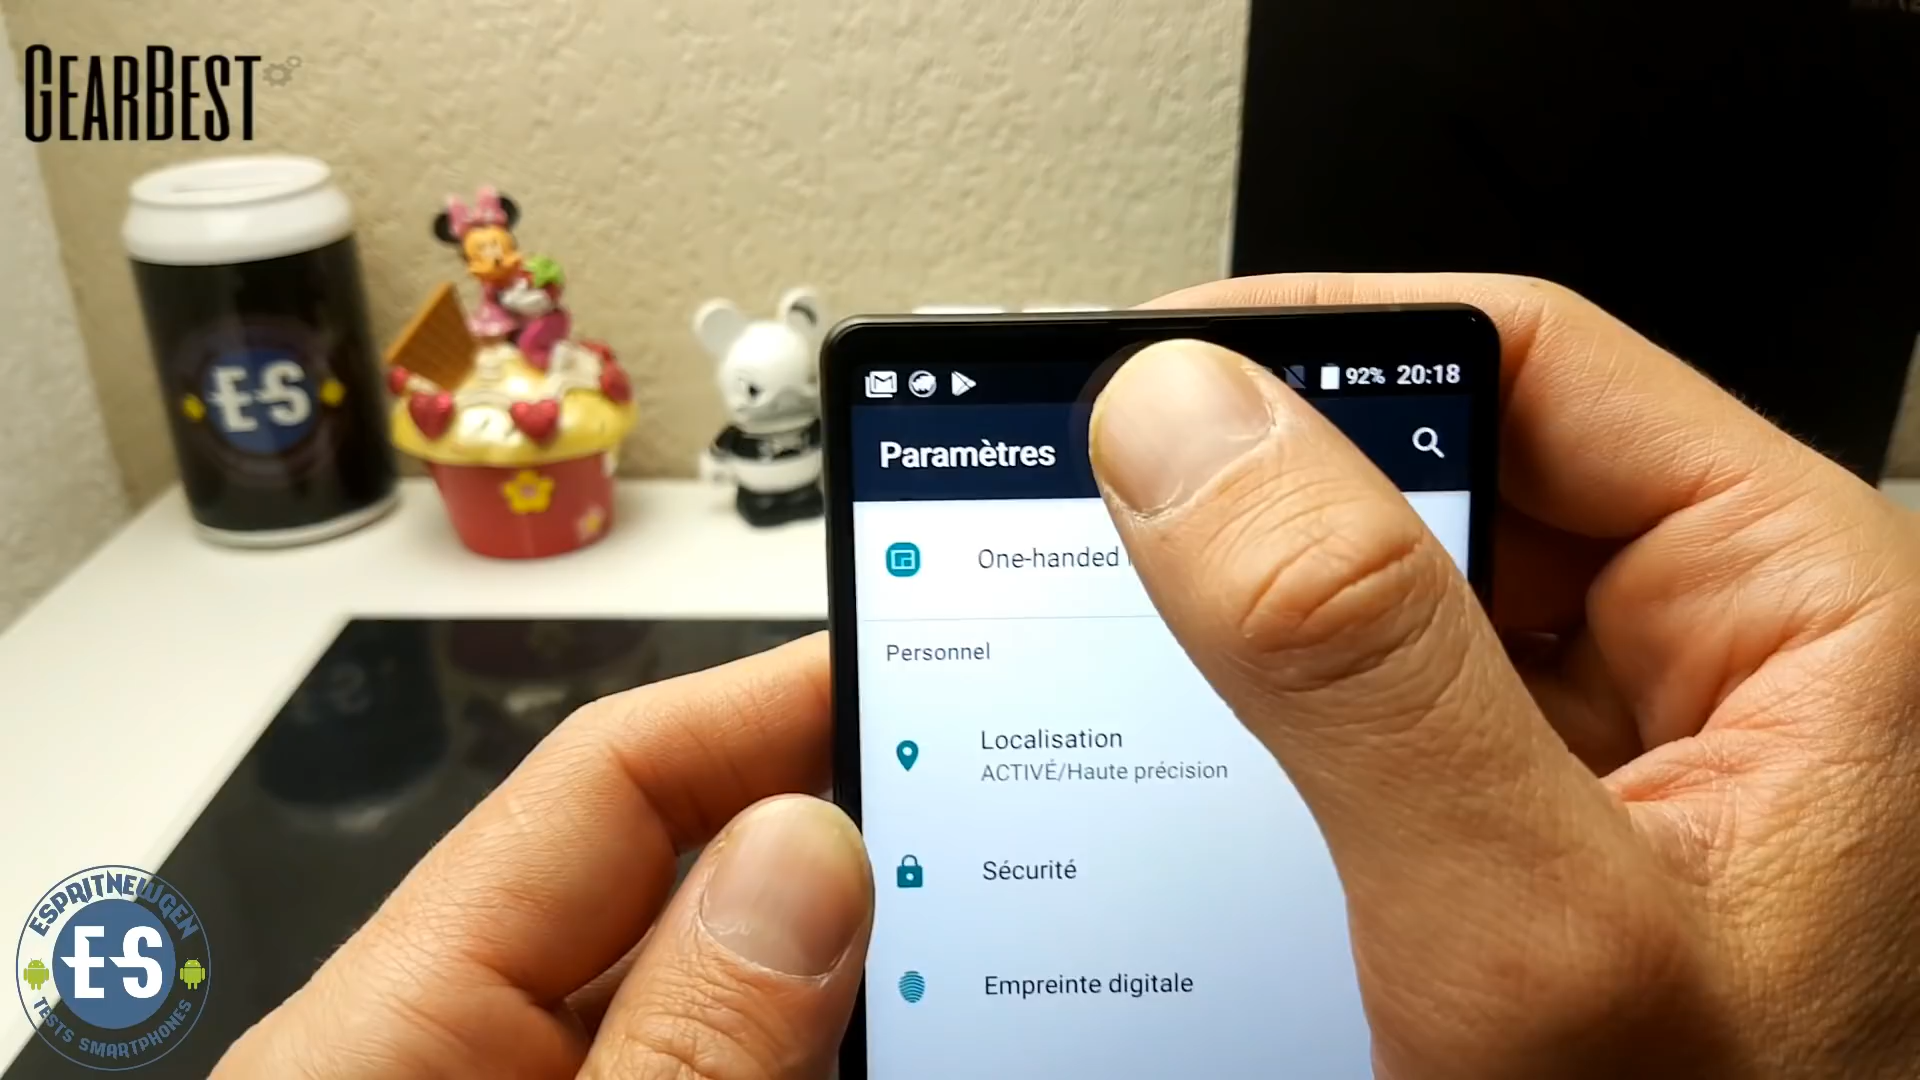 GEARBEST
ES
92% 20:18
Paramètres
One-handed
Personnel
Localisation
ACTIVÉ/Haute précision
Sécurité
Empreinte digitale
ESPRITNEWGEN
ES
TESTS SMARTPHONES